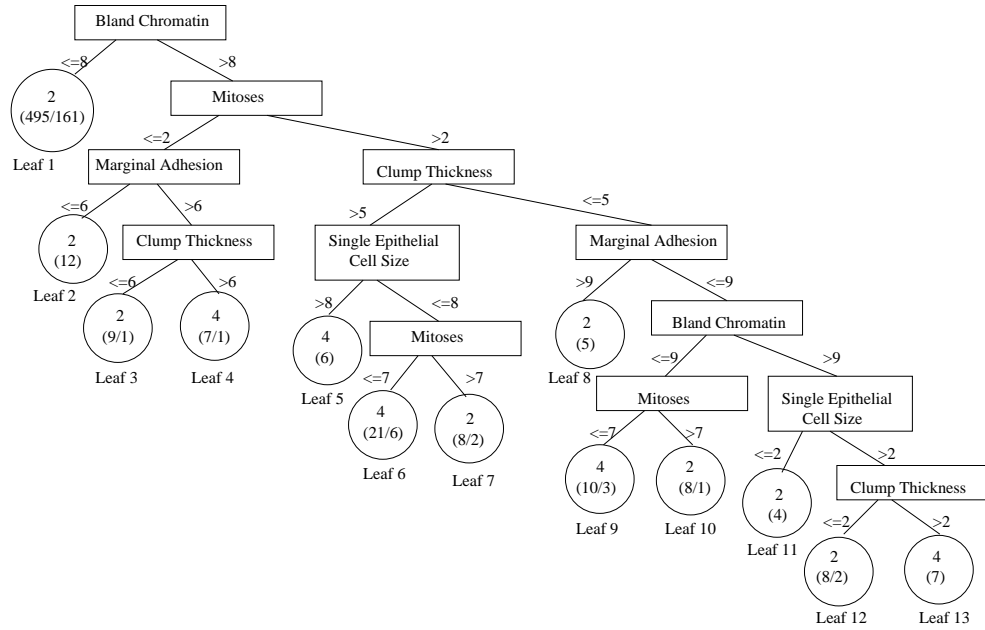 Bland Chromatin
<=8
>8
2
(495/161)
Leaf 1
Mitoses
<=2
>2
Marginal Adhesion
Clump Thickness
<=6
>6
>5
<=5
2
(12)
Leaf 2
Clump Thickness
Single Epithelial
Cell Size
Marginal Adhesion
<=6
>6
>8
<=8
>9
<=9
2
(9/1)
Leaf 3
4
(7/1)
Leaf 4
4
(6)
Leaf 5
Mitoses
2
(5)
Leaf 8
Bland Chromatin
<=7
>7
<=9
>9
4
(21/6)
Leaf 6
2
(8/2)
Leaf 7
Mitoses
Single Epithelial
Cell Size
<=7
>7
<=2
>2
4
(10/3)
Leaf 9
2
(8/1)
Leaf 10
2
(4)
Leaf 11
Clump Thickness
<=2
>2
2
(8/2)
Leaf 12
4
(7)
Leaf 13